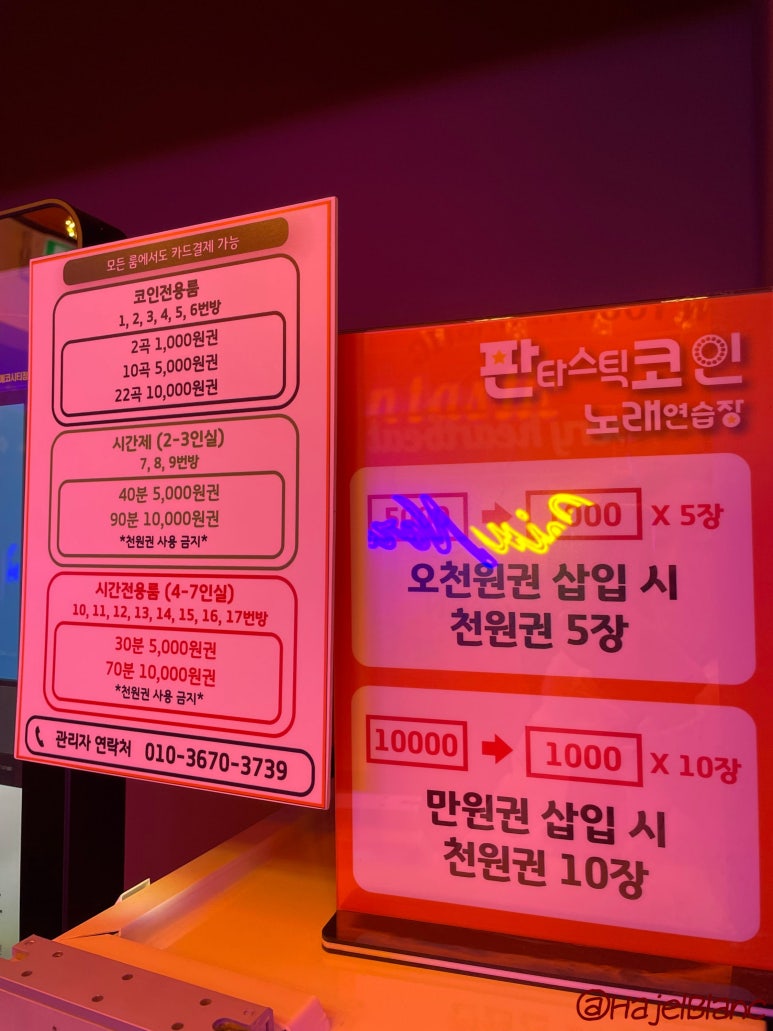 모든 룸에서도 카드결제 가능
코인전용룸
1, 2, 3, 4, 5, 6번방
2곡 1,000원권
10곡 5,000원권
22곡 10,000원권
시간제 (2-3인실)
7, 8, 9번방
40분 5,000원권
90분 10,000원권
*천원권 사용 금지*
시간전용룸 (4-7인실)
10, 11, 12, 13, 14, 15, 16, 17번방
30분 5,000원권
70분 10,000원권
*천원권 사용 금지*
관리자 연락처 010-3670-3739
판타스틱코인
노래연습장
X 5장
오천원권 삽입 시
천원권 5장
10000 → 1000 X 10장
만원권 삽입 시
천원권 10장
@HajelBlanc